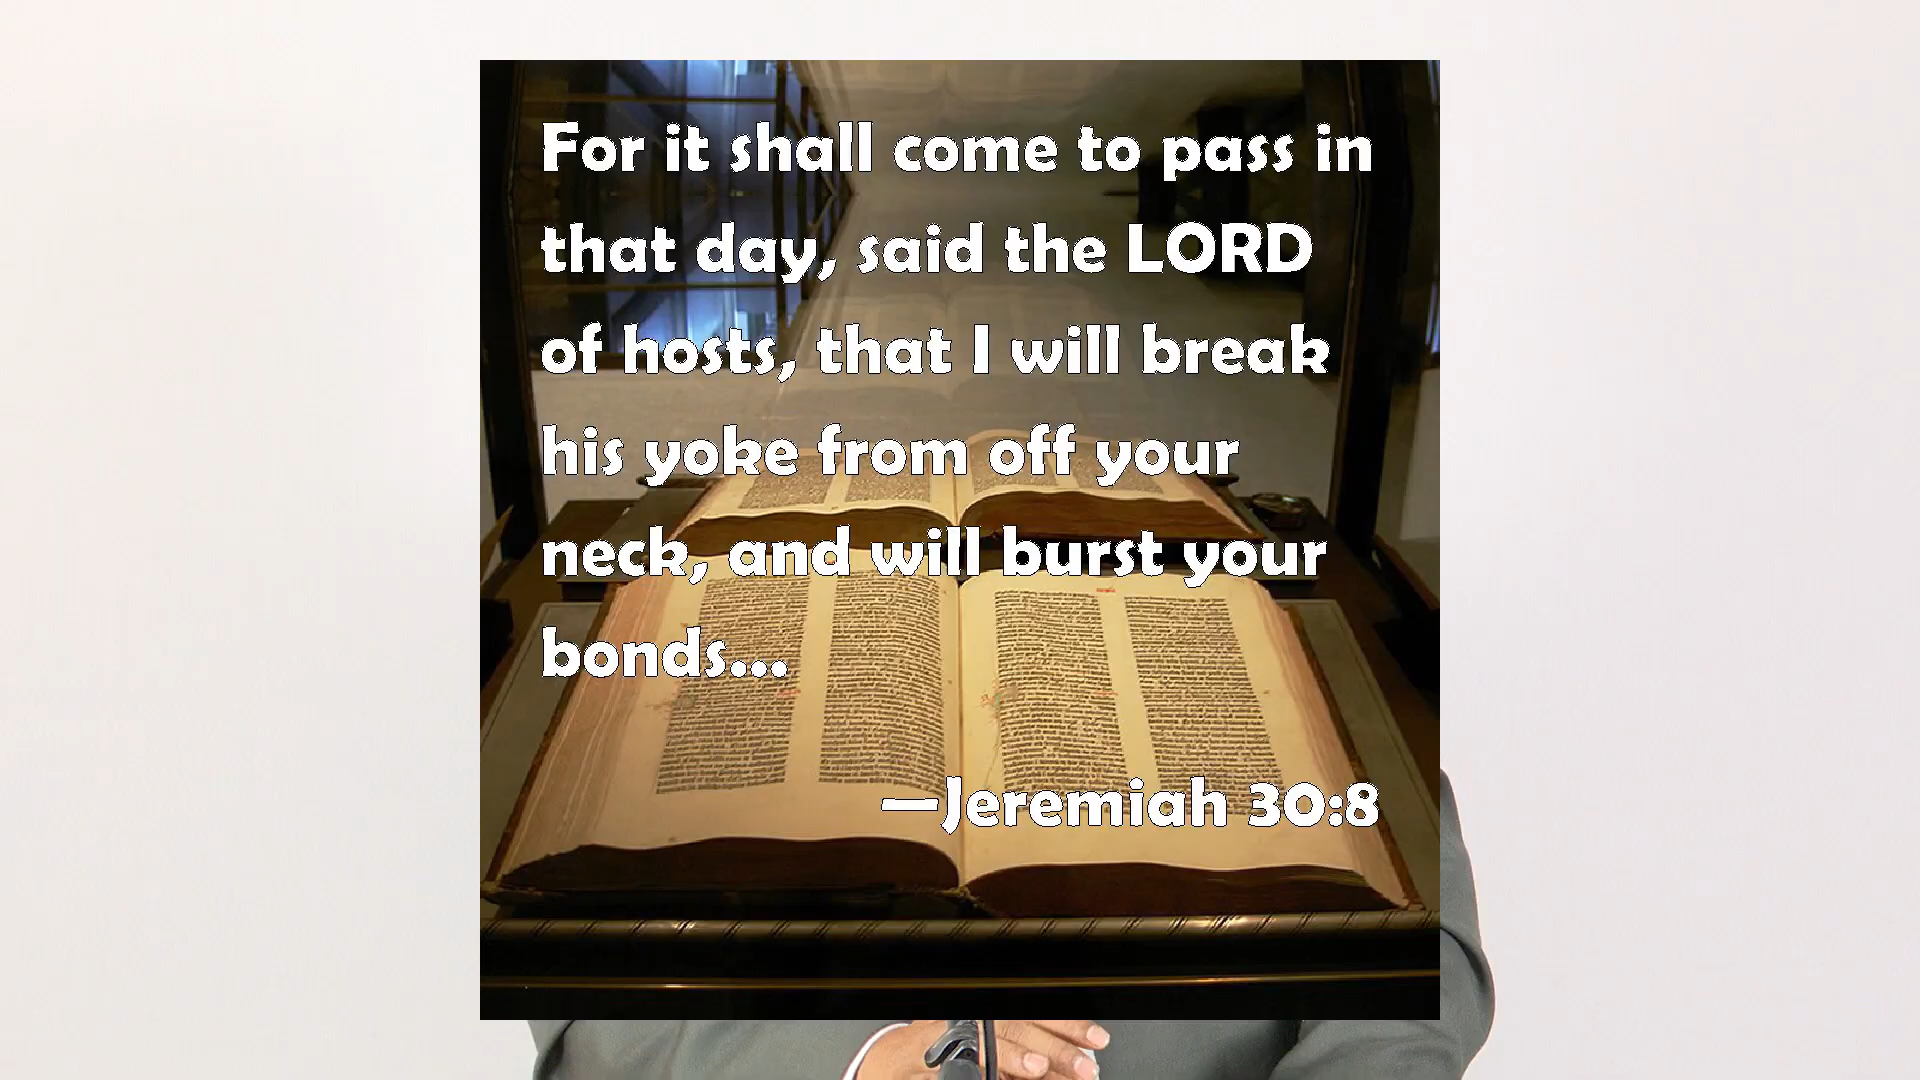 For it shall come to pass in
that day, said the LORD
of hosts, that I will break
his yoke from off your
neck, and will burst your
bonds...
—Jeremiah 30:8